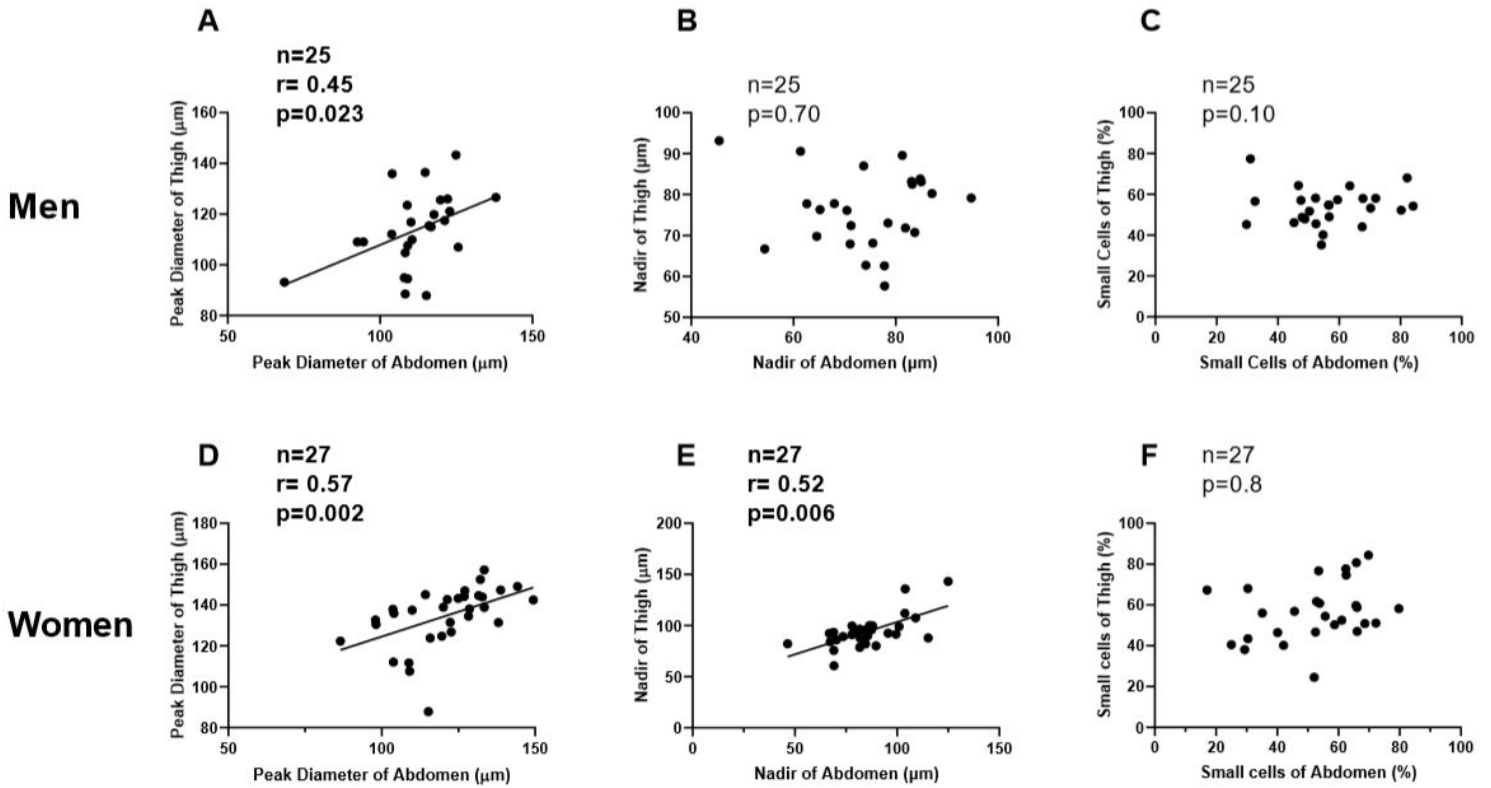 A
n=25
r= 0.45
p=0.023
160
140
120
100
80
50
100
150
Peak Diameter of Thigh (μm)
Peak Diameter of Abdomen (μm)
B
n=25
p=0.70
100
90
80
70
60
50
40
60
80
100
Nadir of Thigh (μm)
Nadir of Abdomen (μm)
C
n=25
p=0.10
100
80
60
40
20
0
0
20
40
60
80
100
Small Cells of Thigh (%)
Small Cells of Abdomen (%)
Men
D
n=27
r= 0.57
p=0.002
180
160
140
120
100
80
50
100
150
Peak Diameter of Thigh (μm)
Peak Diameter of Abdomen (μm)
E
n=27
r= 0.52
p=0.006
200
150
100
50
0
0
50
100
150
Nadir of Thigh (μm)
Nadir of Abdomen (μm)
F
n=27
p=0.8
100
80
60
40
20
0
0
20
40
60
80
100
Small cells of Thigh (%)
Small cells of Abdomen (%)
Women